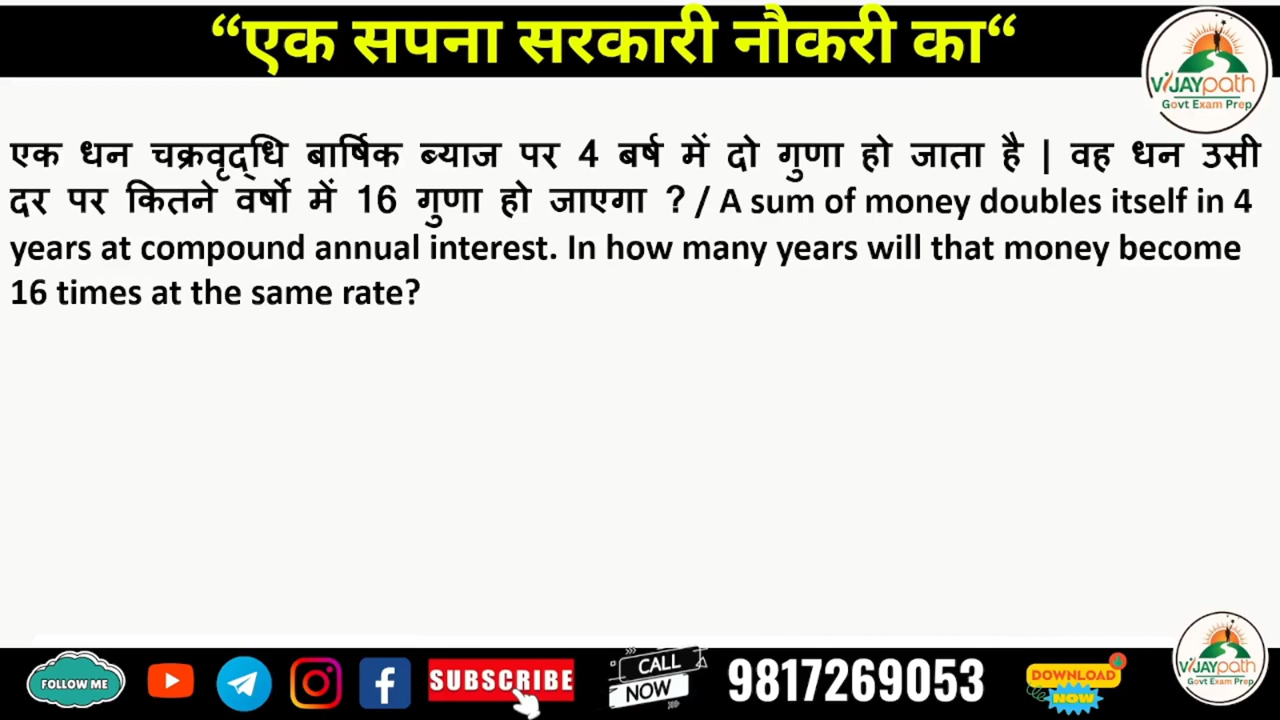 “एक सपना सरकारी नौकरी का“
VIJAYpath
Govt Exam Prep
एक धन चक्रवृद्धि बार्षिक ब्याज पर 4 बर्ष में दो गुणा हो जाता है | वह धन उसी
दर पर कितने वर्षो में 16 गुणा हो जाएगा ? / A sum of money doubles itself in 4
years at compound annual interest. In how many years will that money become
16 times at the same rate?
FOLLOW ME
SUBSCRIBE
CALL
NOW
9817269053
DOWNLOAD
NOW
VIJAYpath
Govt Exam Prep